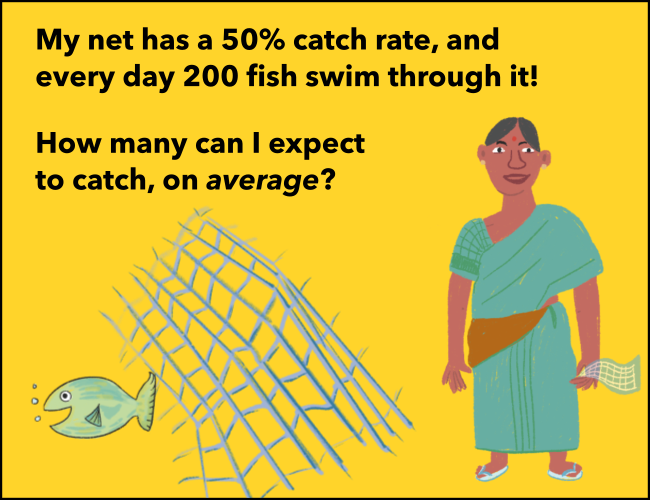 My net has a 50% catch rate, and
every day 200 fish swim through it!
How many can I expect
to catch, on average?